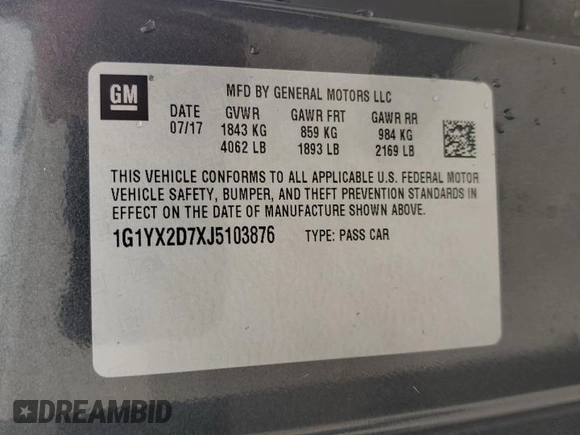 GM
MFD BY GENERAL MOTORS LLC
DATE GVWR GAWR FRT GAWR RR
07/17 1843 KG 859 KG 984 KG
4062 LB 1893 LB 2169 LB
THIS VEHICLE CONFORMS TO ALL APPLICABLE U.S. FEDERAL MOTOR
VEHICLE SAFETY, BUMPER, AND THEFT PREVENTION STANDARDS IN
EFFECT ON THE DATE OF MANUFACTURE SHOWN ABOVE.
1G1YX2D7XJ5103876 TYPE: PASS CAR
DREAMBID